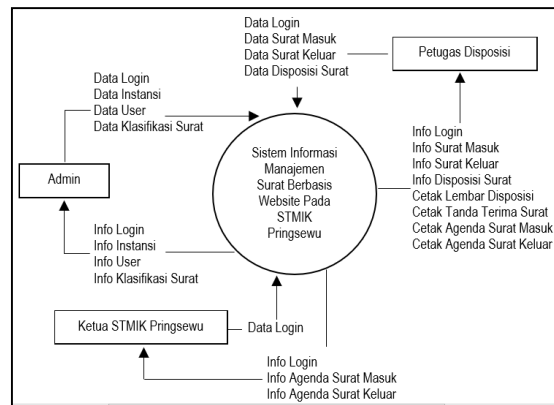 Data Login
Data Surat Masuk
Data Surat Keluar
Data Disposisi Surat
Petugas Disposisi
Data Login
Data Instansi
Data User
Data Klasifikasi Surat
Admin
Sistem Informasi
Manajemen
Surat Berbasis
Website Pada
STMIK
Pringsewu
Info Login
Info Surat Masuk
Info Surat Keluar
Info Disposisi Surat
Cetak Lembar Disposisi
Cetak Tanda Terima Surat
Cetak Agenda Surat Masuk
Cetak Agenda Surat Keluar
Info Login
Info Instansi
Info User
Info Klasifikasi Surat
Ketua STMIK Pringsewu
Data Login
Info Login
Info Agenda Surat Masuk
Info Agenda Surat Keluar